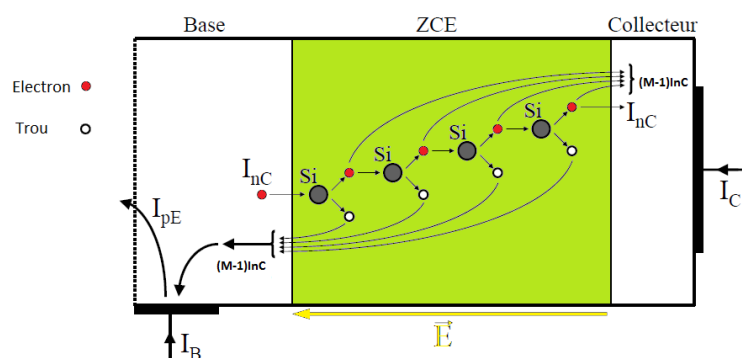 Base ZCE Collecteur
Electron
Trou
(M-1)InC
InC
Si
Si
Si
Si
InC
IpE
IC
(M-1)InC
E
IB